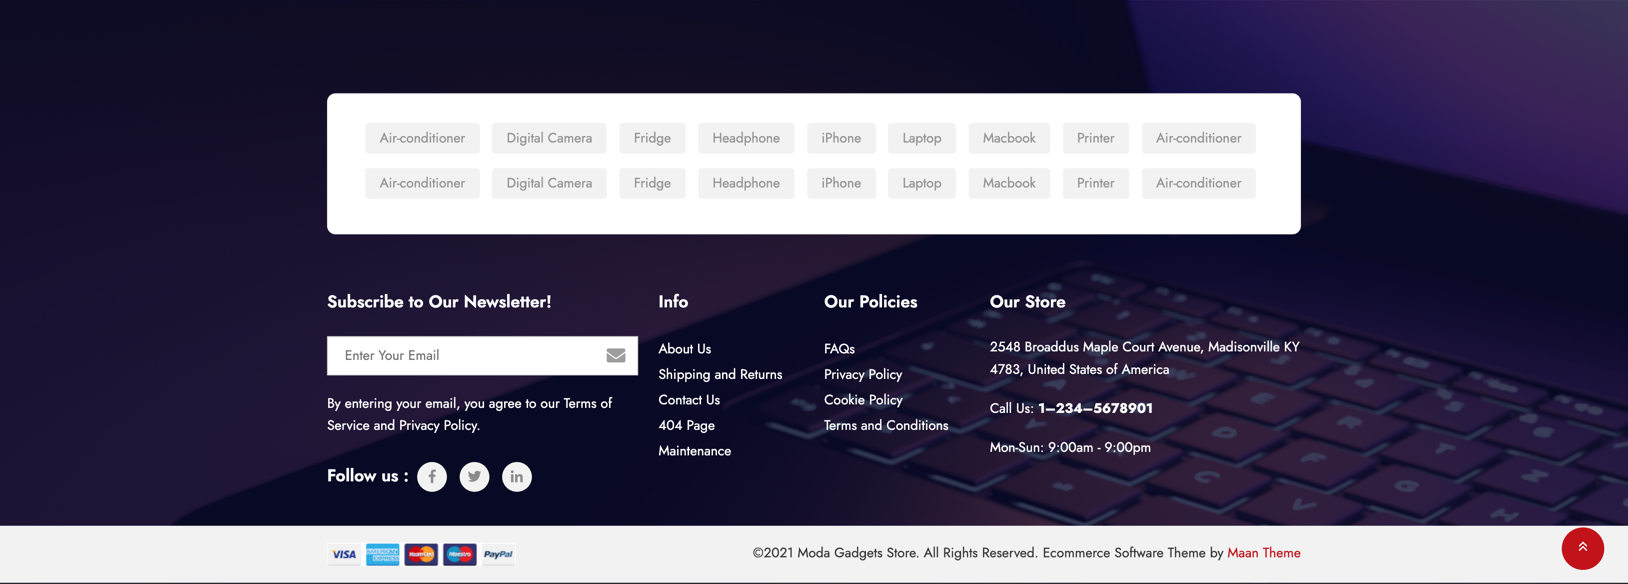 Air-conditioner Digital Camera Fridge Headphone iPhone Laptop Macbook Printer Air-conditioner
Air-conditioner Digital Camera Fridge Headphone iPhone Laptop Macbook Printer Air-conditioner
Subscribe to Our Newsletter!
Enter Your Email
By entering your email, you agree to our Terms of
Service and Privacy Policy.
Follow us :
Info
About Us
Shipping and Returns
Contact Us
404 Page
Maintenance
Our Policies
FAQs
Privacy Policy
Cookie Policy
Terms and Conditions
Our Store
2548 Broaddus Maple Court Avenue, Madisonville KY
4783, United States of America
Call Us: 1–234–5678901
Mon-Sun: 9:00am - 9:00pm
VISA AMERICAN EXPRESS MasterCard Maestro PayPal
©2021 Moda Gadgets Store. All Rights Reserved. Ecommerce Software Theme by Maan Theme